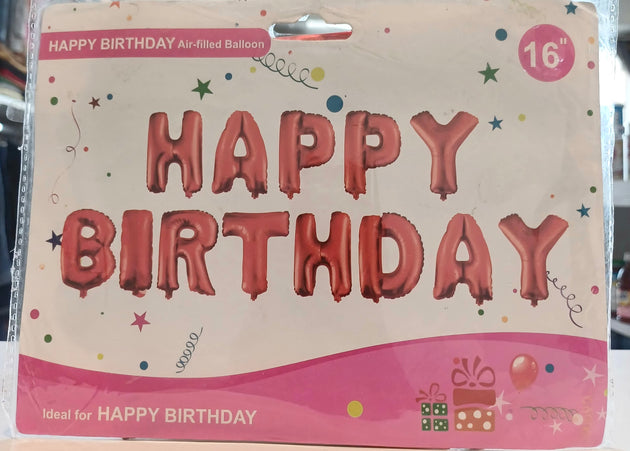 HAPPY BIRTHDAY Air-filled Balloon
16"
HAPPY
BIRTHDAY
Ideal for HAPPY BIRTHDAY